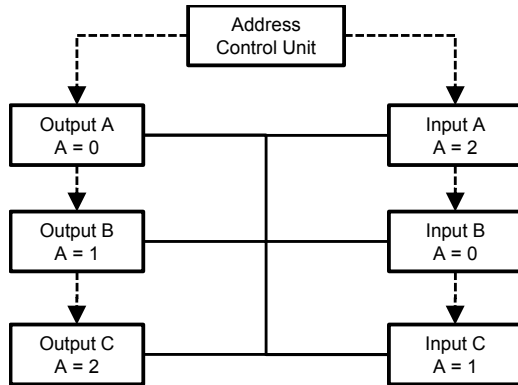 Address
Control Unit
Output A
A = 0
Input A
A = 2
Output B
A = 1
Input B
A = 0
Output C
A = 2
Input C
A = 1